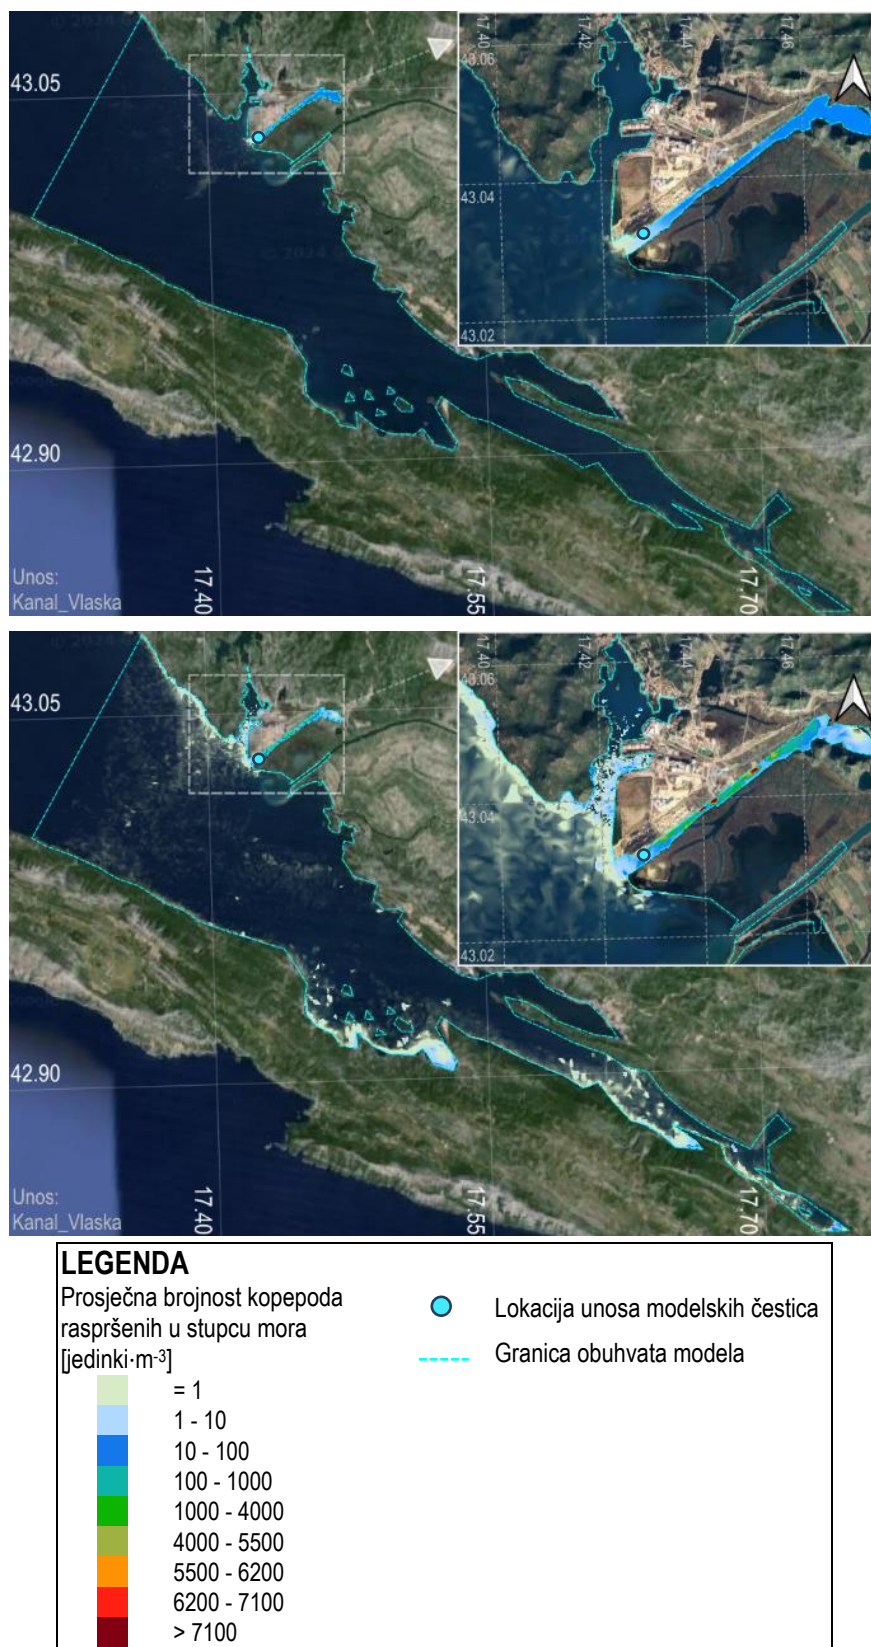 © 2024
17.40
17.42
17.44
17.46
43.06
43.05
43.04
43.02
42.90
17.40
17.55
17.70
Unos:
Kanal_Vlaska
17.40
17.42
17.44
17.46
43.06
43.05
43.04
43.02
42.90
17.40
17.55
17.70
Unos:
Kanal_Vlaska
LEGENDA
Prosječna brojnost kopepoda
raspršenih u stupcu mora
[jedinki·m-3]
= 1
1 - 10
10 - 100
100 - 1000
1000 - 4000
4000 - 5500
5500 - 6200
6200 - 7100
> 7100
Lokacija unosa modelskih čestica
Granica obuhvata modela